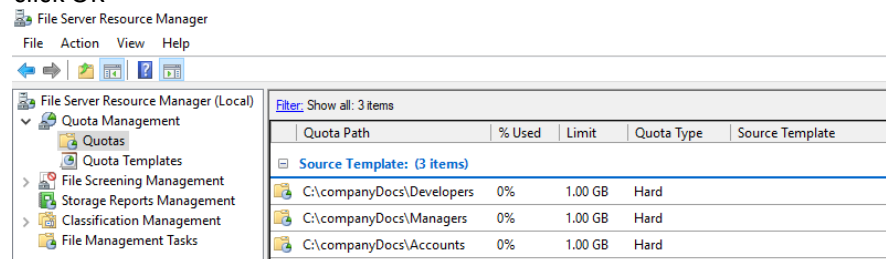 File Server Resource Manager
File Action View Help
File Server Resource Manager (Local)
Quota Management
Quotas
Quota Templates
File Screening Management
Storage Reports Management
Classification Management
File Management Tasks
Filter: Show all: 3 items
Quota Path % Used Limit Quota Type Source Template
Source Template: (3 items)
C:\companyDocs\Developers 0% 1.00 GB Hard
C:\companyDocs\Managers 0% 1.00 GB Hard
C:\companyDocs\Accounts 0% 1.00 GB Hard